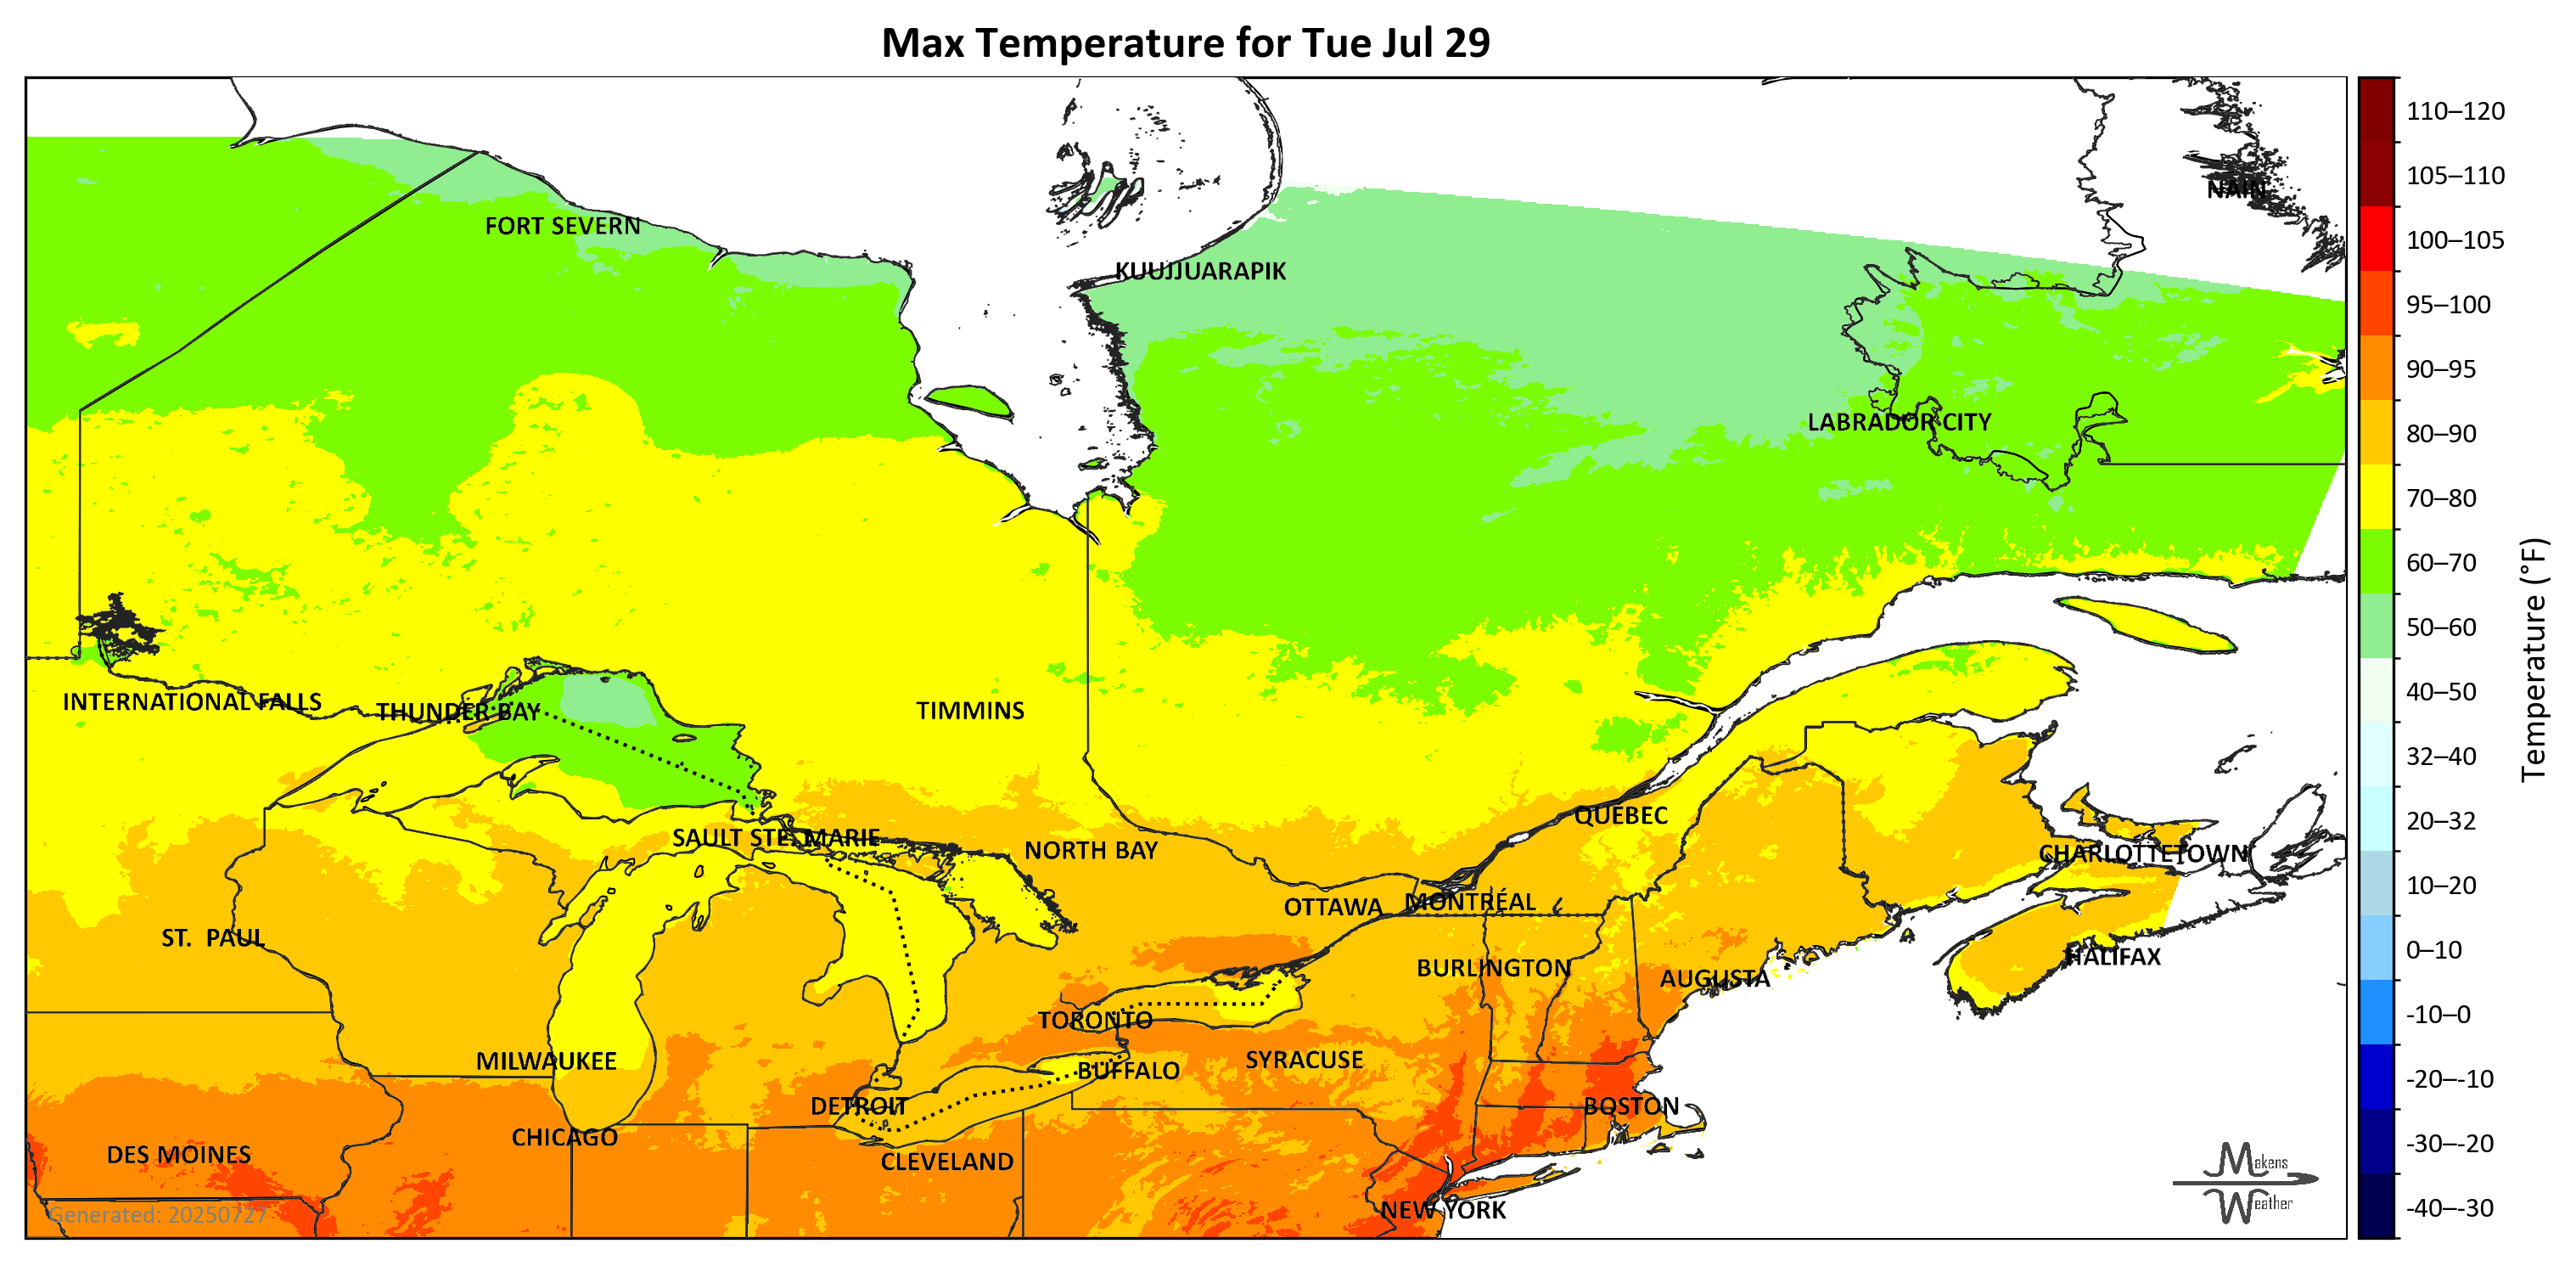 Max Temperature for Tue Jul 29
NAIN
FORT SEVERN
KUUJJUARAPIK
LABRADOR CITY
INTERNATIONAL FALLS
THUNDER BAY
TIMMINS
QUEBEC
SAULT STE. MARIE
NORTH BAY
CHARLOTTETOWN
OTTAWA
MONTRÉAL
ST. PAUL
HALIFAX
BURLINGTON
AUGUSTA
TORONTO
MILWAUKEE
SYRACUSE
BUFFALO
DETROIT
BOSTON
CHICAGO
DES MOINES
CLEVELAND
NEW YORK
Generated: 20250727
Makens
Weather
110–120
105–110
100–105
95–100
90–95
80–90
70–80
60–70
50–60
40–50
32–40
20–32
10–20
0–10
-10–0
-20–-10
-30–-20
-40–-30
Temperature (°F)